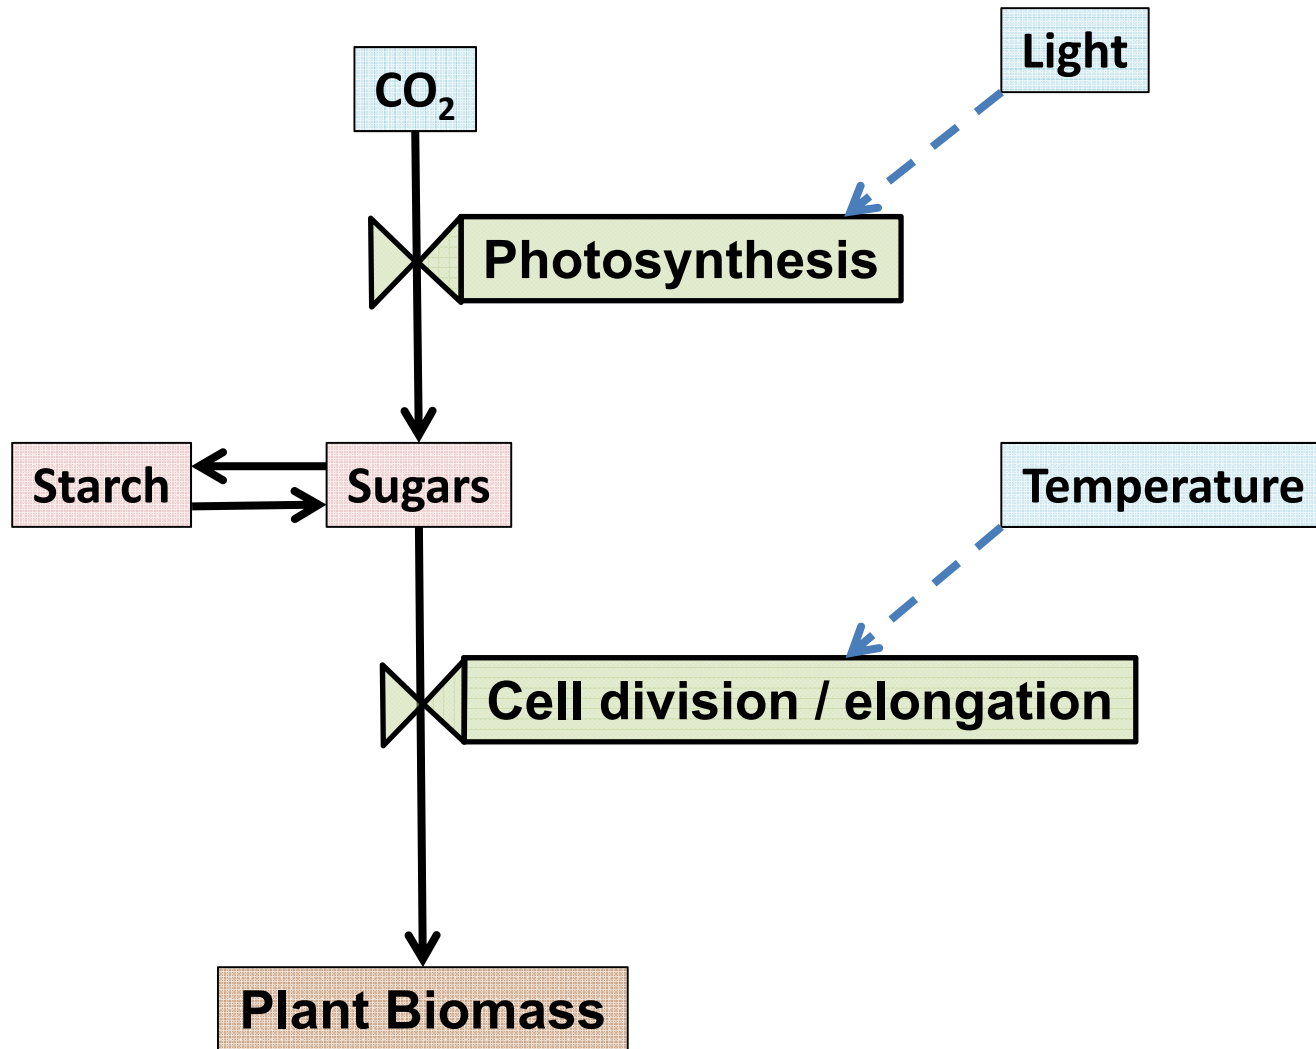 Light
CO₂
Photosynthesis
Starch
Sugars
Temperature
Cell division / elongation
Plant Biomass